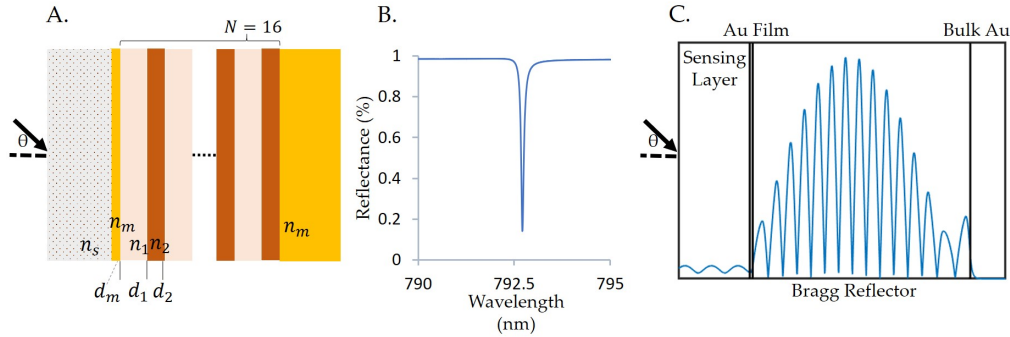 A.
N = 16
θ
n_m
n_s
n_1
n_2
n_m
d_m
d_1
d_2
B.
1
0.8
0.6
0.4
0.2
0
Reflectance (%)
790
792.5
795
Wavelength
(nm)
C.
Au Film
Bulk Au
Sensing
Layer
θ
Bragg Reflector